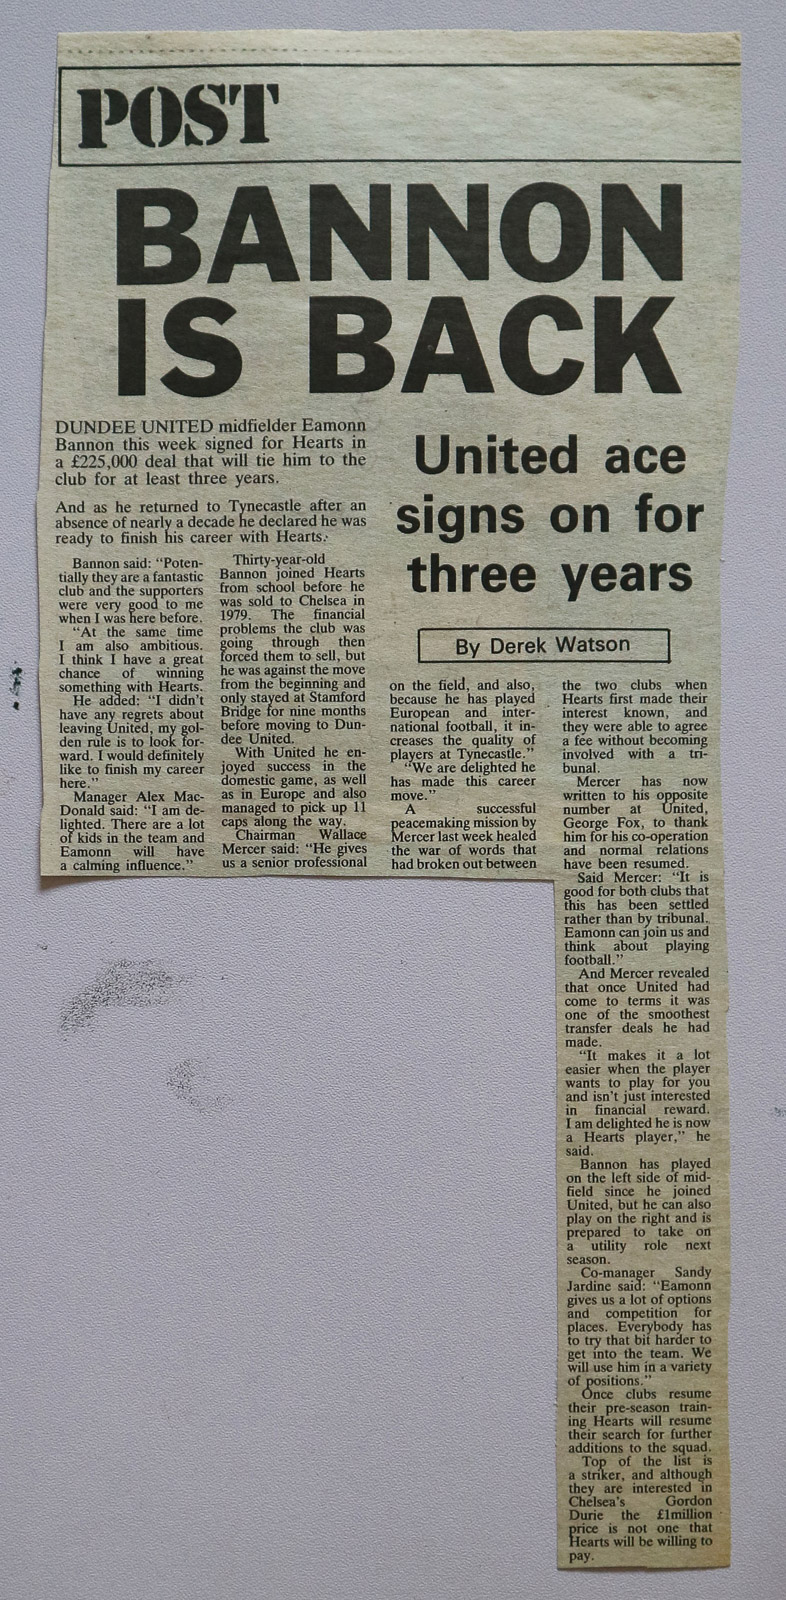 POST
BANNON
IS BACK
DUNDEE UNITED midfielder Eamonn
Bannon this week signed for Hearts in
a £225,000 deal that will tie him to the
club for at least three years.
And as he returned to Tynecastle after an
absence of nearly a decade he declared he was
ready to finish his career with Hearts.
United ace
signs on for
three years
By Derek Watson
Bannon said: “Poten-
tially they are a fantastic
club and the supporters
were very good to me
when I was here before.
“At the same time
I am also ambitious.
I think I have a great
chance of winning
something with Hearts.
He added: “I didn’t
have any regrets about
leaving United, my gol-
den rule is to look for-
ward. I would definitely
like to finish my career
here.”
Manager Alex Mac-
Donald said: “I am de-
lighted. There are a lot
of kids in the team and
Eamonn will have
a calming influence.”
Thirty-year-old
Bannon joined Hearts
from school before he
was sold to Chelsea in
1979. The financial
problems the club was
going through then
forced them to sell, but
he was against the move
from the beginning and
only stayed at Stamford
Bridge for nine months
before moving to Dun-
dee United.
With United he en-
joyed success in the
domestic game, as well
as in Europe and also
managed to pick up 11
caps along the way.
Chairman Wallace
Mercer said: “He gives
us a senior professional
on the field, and also,
because he has played
European and inter-
national football, it in-
creases the quality of
players at Tynecastle.”
“We are delighted he
has made this career
move.”
A successful
peacemaking mission by
Mercer last week healed
the war of words that
had broken out between
the two clubs when
Hearts first made their
interest known, and
they were able to agree
a fee without becoming
involved with a tri-
bunal.
Mercer has now
written to his opposite
number at United,
George Fox, to thank
him for his co-operation
and normal relations
have been resumed.
Said Mercer: “It is
good for both clubs that
this has been settled
rather than by tribunal.
Eamonn can join us and
think about playing
football.”
And Mercer revealed
that once United had
come to terms it was
one of the smoothest
transfer deals he had
made.
“It makes it a lot
easier when the player
wants to play for you
and isn’t just interested
in financial reward.
I am delighted he is now
a Hearts player,” he
said.
Bannon has played
on the left side of mid-
field since he joined
United, but he can also
play on the right and is
prepared to take on
a utility role next
season.
Co-manager Sandy
Jardine said: “Eamonn
gives us a lot of options
and competition for
places. Everybody has
to try that bit harder to
get into the team. We
will use him in a variety
of positions.”
Once clubs resume
their pre-season train-
ing Hearts will resume
their search for further
additions to the squad.
Top of the list is
a striker, and although
they are interested in
Chelsea’s Gordon
Durie the £1million
price is not one that
Hearts will be willing to
pay.